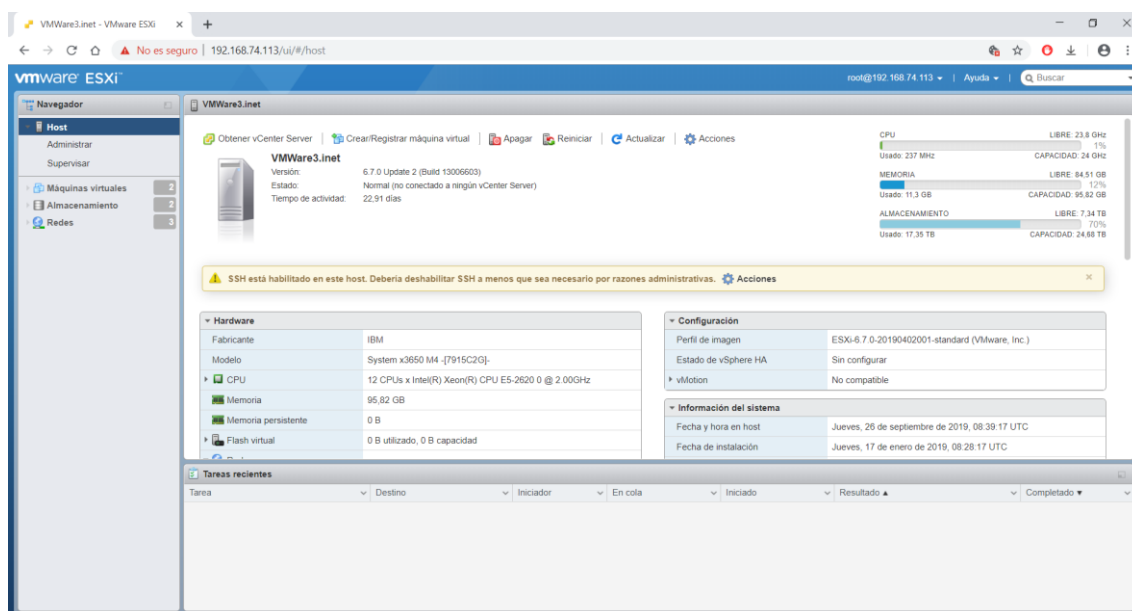 VMWare3.inet - VMware ESXi
No es seguro | 192.168.74.113/ui/#/host
vmware ESXi™
root@192.168.74.113 | Ayuda | Buscar
Navegador
Host
Administrar
Supervisar
Máquinas virtuales 2
Almacenamiento 2
Redes 3
VMWare3.inet
Obtener vCenter Server | Crear/Registrar máquina virtual | Apagar Reiniciar | Actualizar | Acciones
VMWare3.inet
Versión: 6.7.0 Update 2 (Build 13006603)
Estado: Normal (no conectado a ningún vCenter Server)
Tiempo de actividad: 22,91 días
CPU LIBRE: 23,8 GHz
1%
Usado: 237 MHz CAPACIDAD: 24 GHz
MEMORIA LIBRE: 84,51 GB
12%
Usado: 11,3 GB CAPACIDAD: 95,82 GB
ALMACENAMIENTO LIBRE: 7,34 TB
70%
Usado: 17,35 TB CAPACIDAD: 24,68 TB
SSH está habilitado en este host. Debería deshabilitar SSH a menos que sea necesario por razones administrativas. Acciones
Hardware
Fabricante IBM
Modelo System x3650 M4 -[7915C2G]-
CPU 12 CPUs x Intel(R) Xeon(R) CPU E5-2620 0 @ 2.00GHz
Memoria 95,82 GB
Memoria persistente 0 B
Flash virtual 0 B utilizado, 0 B capacidad
Configuración
Perfil de imagen ESXi-6.7.0-20190402001-standard (VMware, Inc.)
Estado de vSphere HA Sin configurar
vMotion No compatible
Información del sistema
Fecha y hora en host Jueves, 26 de septiembre de 2019, 08:39:17 UTC
Fecha de instalación Jueves, 17 de enero de 2019, 08:28:17 UTC
Tareas recientes
Tarea Destino Iniciador En cola Iniciado Resultado Completado